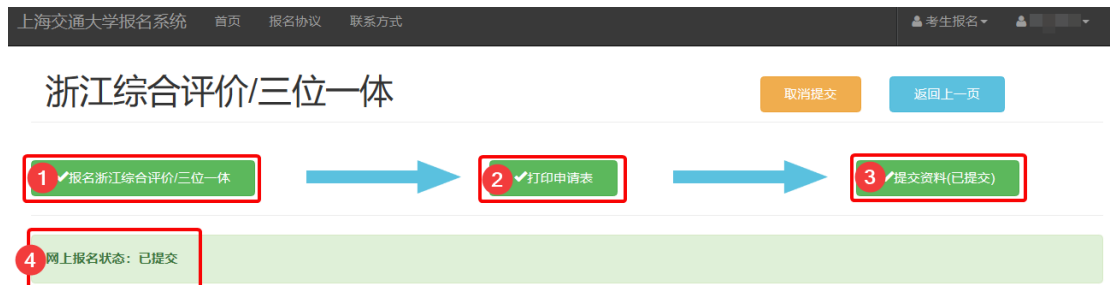 上海交通大学报名系统 首页 报名协议 联系方式 考生报名
浙江综合评价/三位一体 取消提交 返回上一页
1 报名浙江综合评价/三位一体 2 打印申请表 3 提交资料(已提交)
4 网上报名状态：已提交